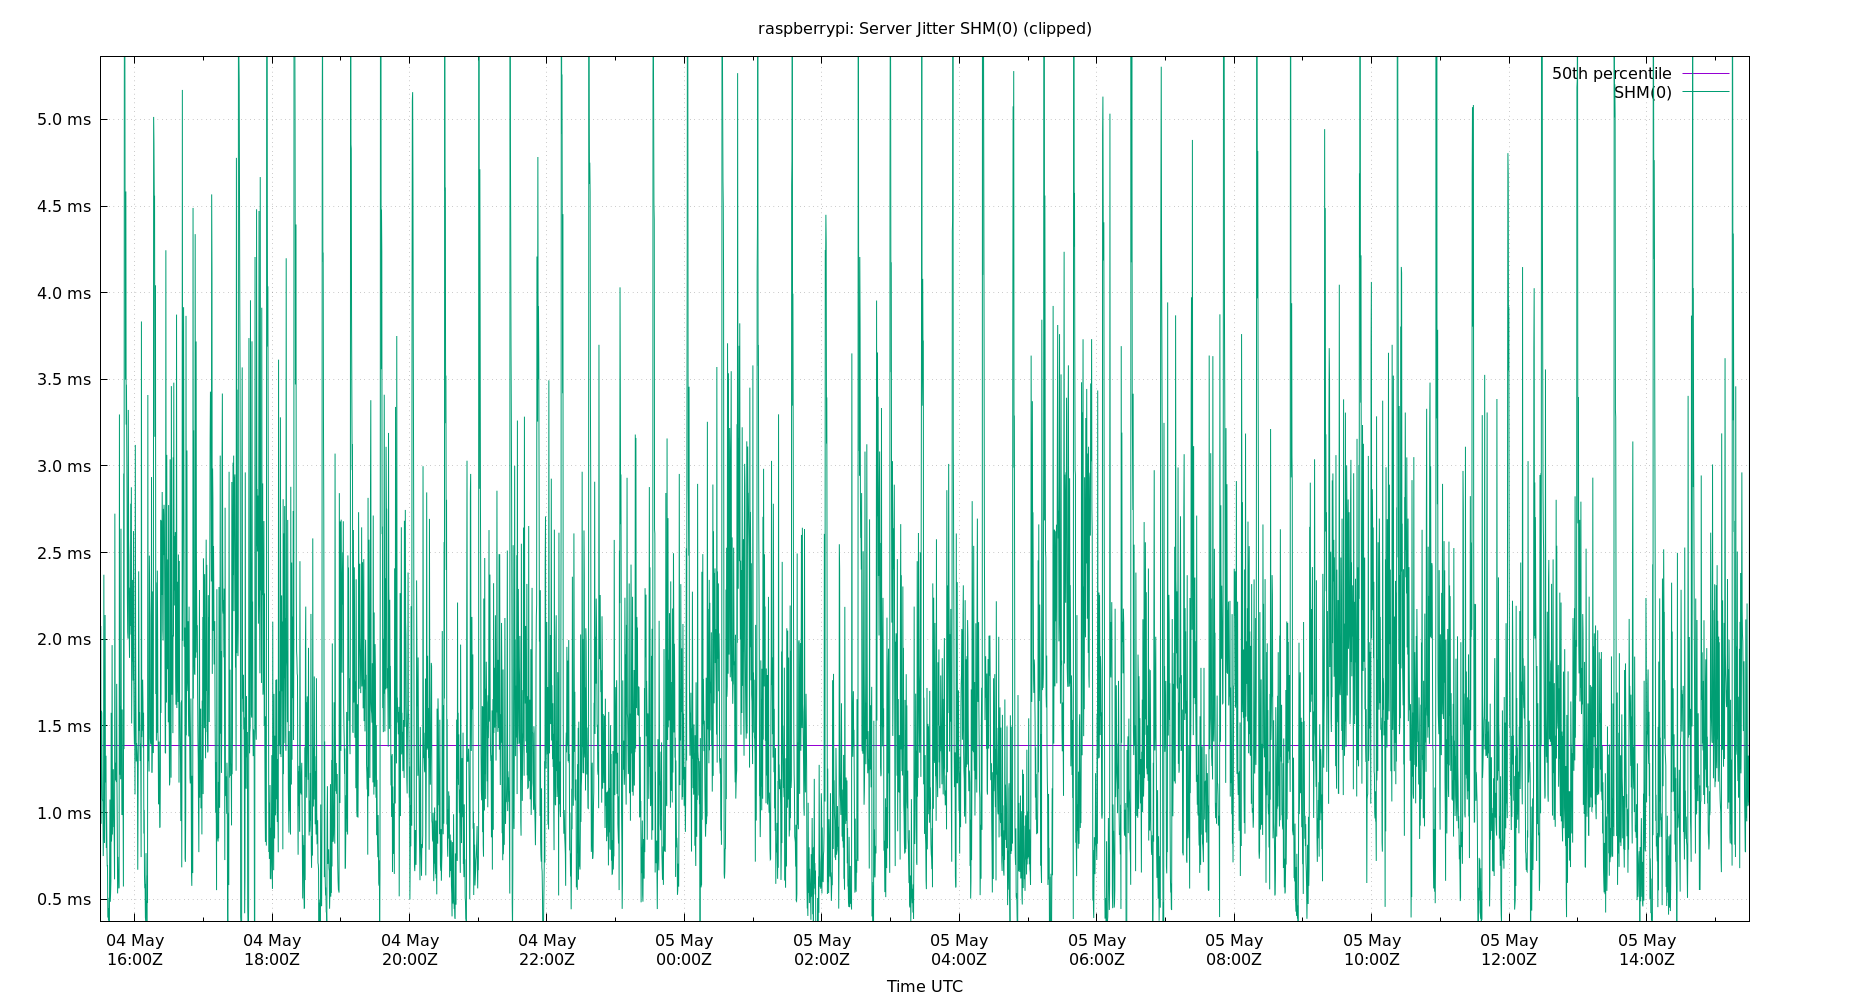 raspberrypi: Server Jitter SHM(0) (clipped)
50th percentile
SHM(0)
5.0 ms
4.5 ms
4.0 ms
3.5 ms
3.0 ms
2.5 ms
2.0 ms
1.5 ms
1.0 ms
0.5 ms
04 May 04 May 04 May 04 May 05 May 05 May 05 May 05 May 05 May 05 May 05 May 05 May
16:00Z 18:00Z 20:00Z 22:00Z 00:00Z 02:00Z 04:00Z 06:00Z 08:00Z 10:00Z 12:00Z 14:00Z
Time UTC